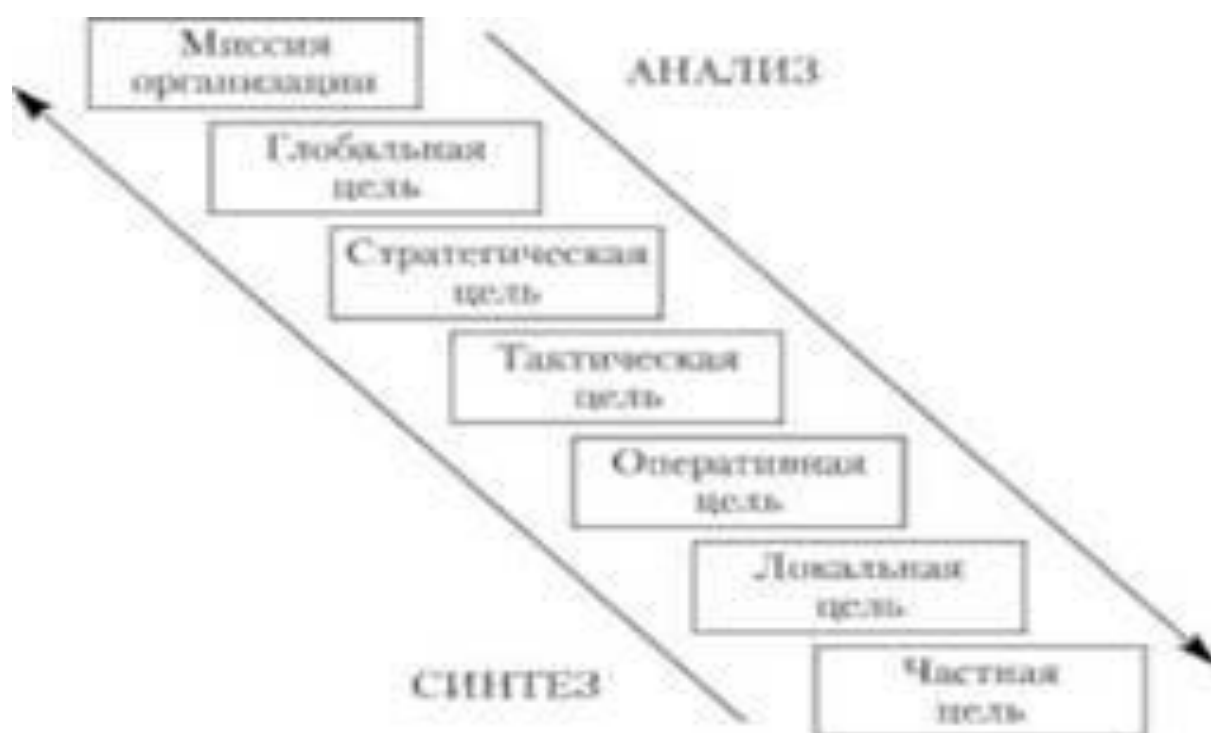 Миссия
организации
АНАЛИЗ
Глобальная
цель
Стратегическая
цель
Тактическая
цель
Оперативная
цель
Локальная
цель
СИНТЕЗ
Частная
цель